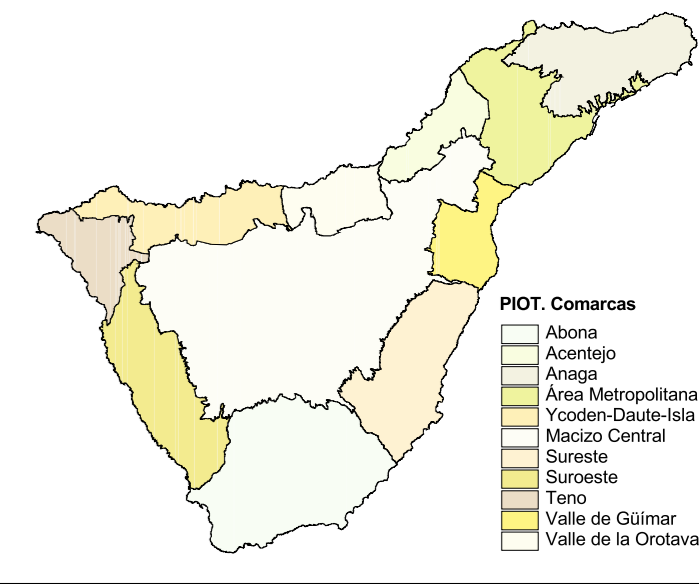 PIOT. Comarcas
Abona
Acentejo
Anaga
Área Metropolitana
Ycoden-Daute-Isla
Macizo Central
Sureste
Suroeste
Teno
Valle de Güímar
Valle de la Orotava